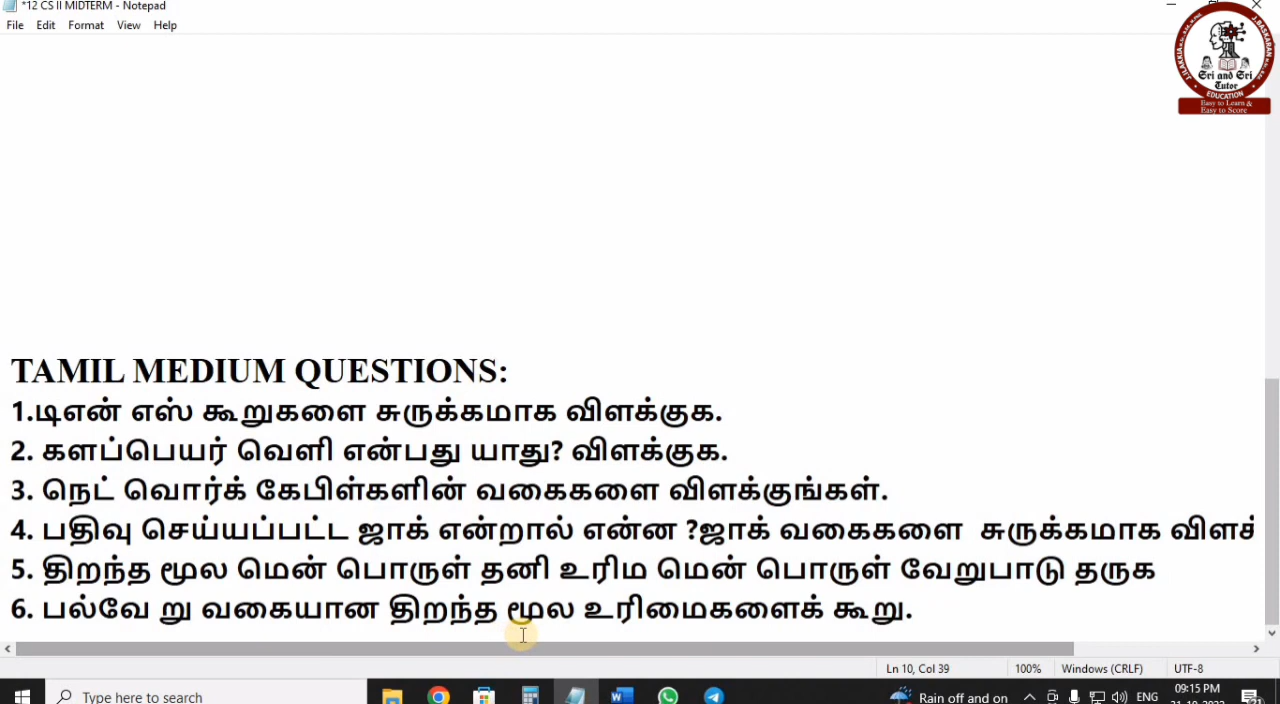 *12 CS II MIDTERM - Notepad
File Edit Format View Help
J.ILAKKIA
J.BASKARAN
Sri and Sri
Tutor
EDUCATION
Easy to Learn &
Easy to Score
TAMIL MEDIUM QUESTIONS:
1.டிஎன் எஸ் கூறுகளை சுருக்கமாக விளக்குக.
2. களப்பெயர் வெளி என்பது யாது? விளக்குக.
3. நெட் வொர்க் கேபிள்களின் வகைகளை விளக்குங்கள்.
4. பதிவு செய்யப்பட்ட ஜாக் என்றால் என்ன ?ஜாக் வகைகளை சுருக்கமாக விளக்
5. திறந்த மூல மென் பொருள் தனி உரிம மென் பொருள் வேறுபாடு தருக
6. பல்வே று வகையான திறந்த மூல உரிமைகளைக் கூறு.
Ln 10, Col 39 100% Windows (CRLF) UTF-8
Type here to search Rain off and on ENG 09:15 PM